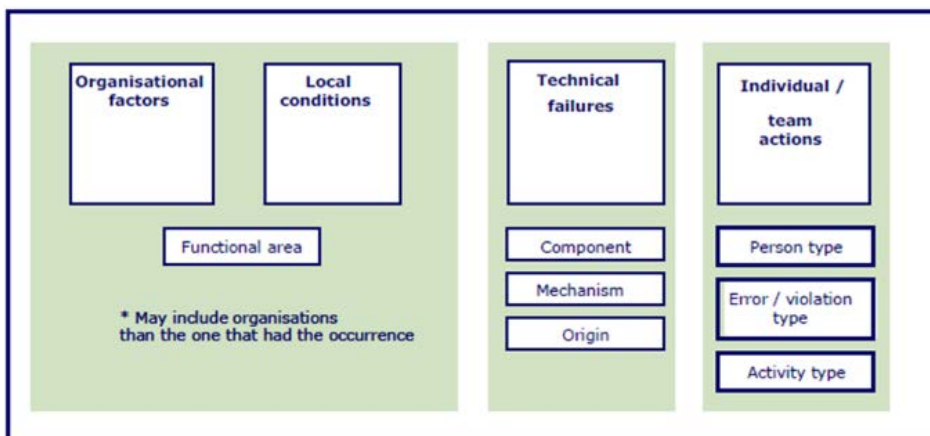 Organisational
factors
Local
conditions
Functional area
* May include organisations
than the one that had the occurrence
Technical
failures
Component
Mechanism
Origin
Individual /
team
actions
Person type
Error / violation
type
Activity type